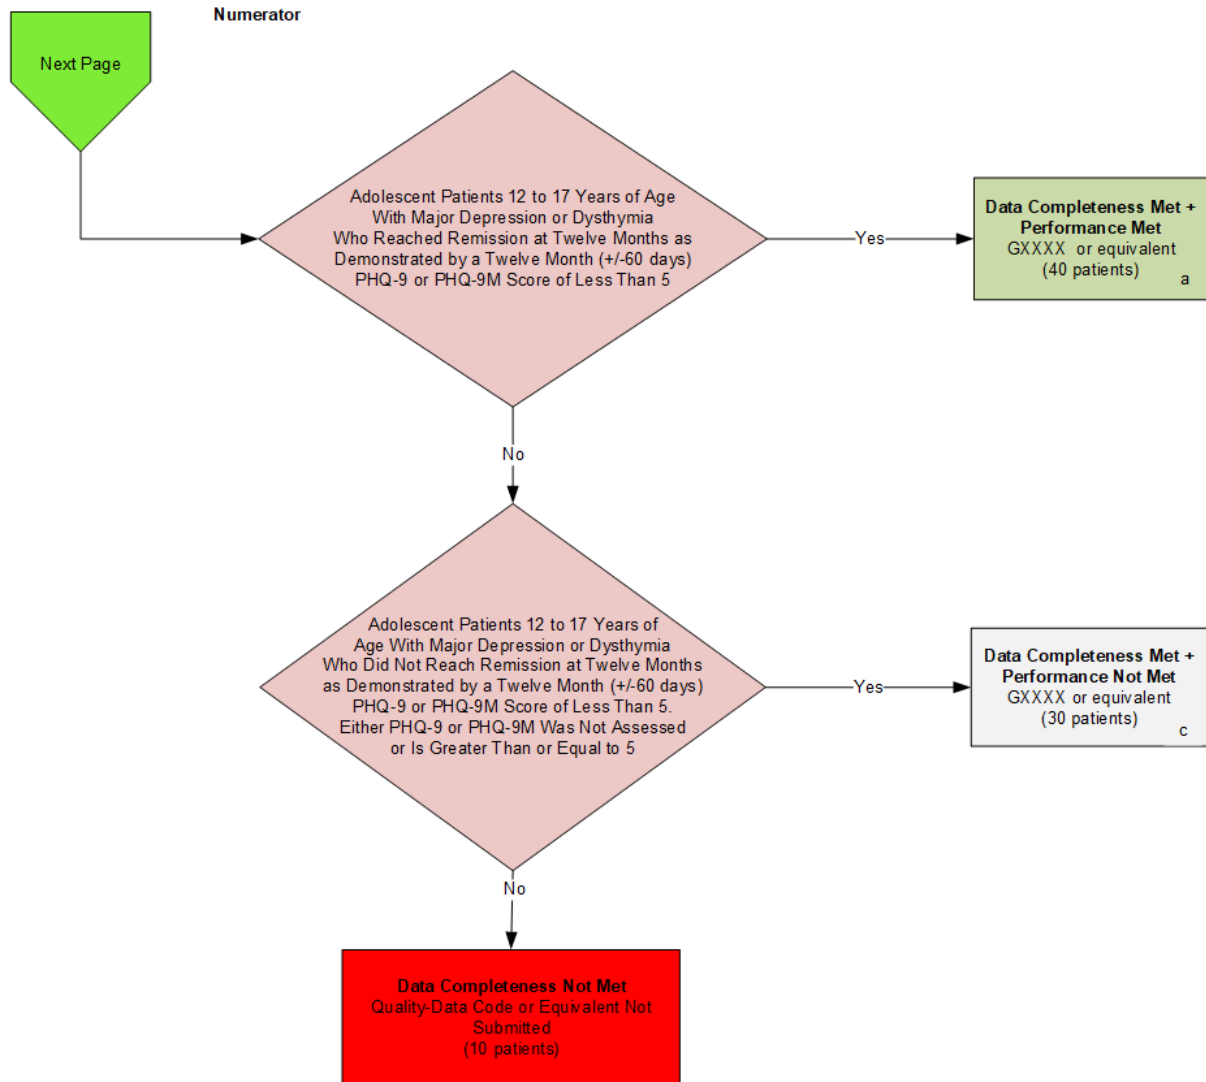 Numerator
Next Page
Adolescent Patients 12 to 17 Years of Age
With Major Depression or Dysthymia
Who Reached Remission at Twelve Months as
Demonstrated by a Twelve Month (+/-60 days)
PHQ-9 or PHQ-9M Score of Less Than 5
Yes
Data Completeness Met +
Performance Met
GXXXX or equivalent
(40 patients)
a
No
Adolescent Patients 12 to 17 Years of
Age With Major Depression or Dysthymia
Who Did Not Reach Remission at Twelve Months
as Demonstrated by a Twelve Month (+/-60 days)
PHQ-9 or PHQ-9M Score of Less Than 5.
Either PHQ-9 or PHQ-9M Was Not Assessed
or Is Greater Than or Equal to 5
Yes
Data Completeness Met +
Performance Not Met
GXXXX or equivalent
(30 patients)
c
No
Data Completeness Not Met
Quality-Data Code or Equivalent Not
Submitted
(10 patients)